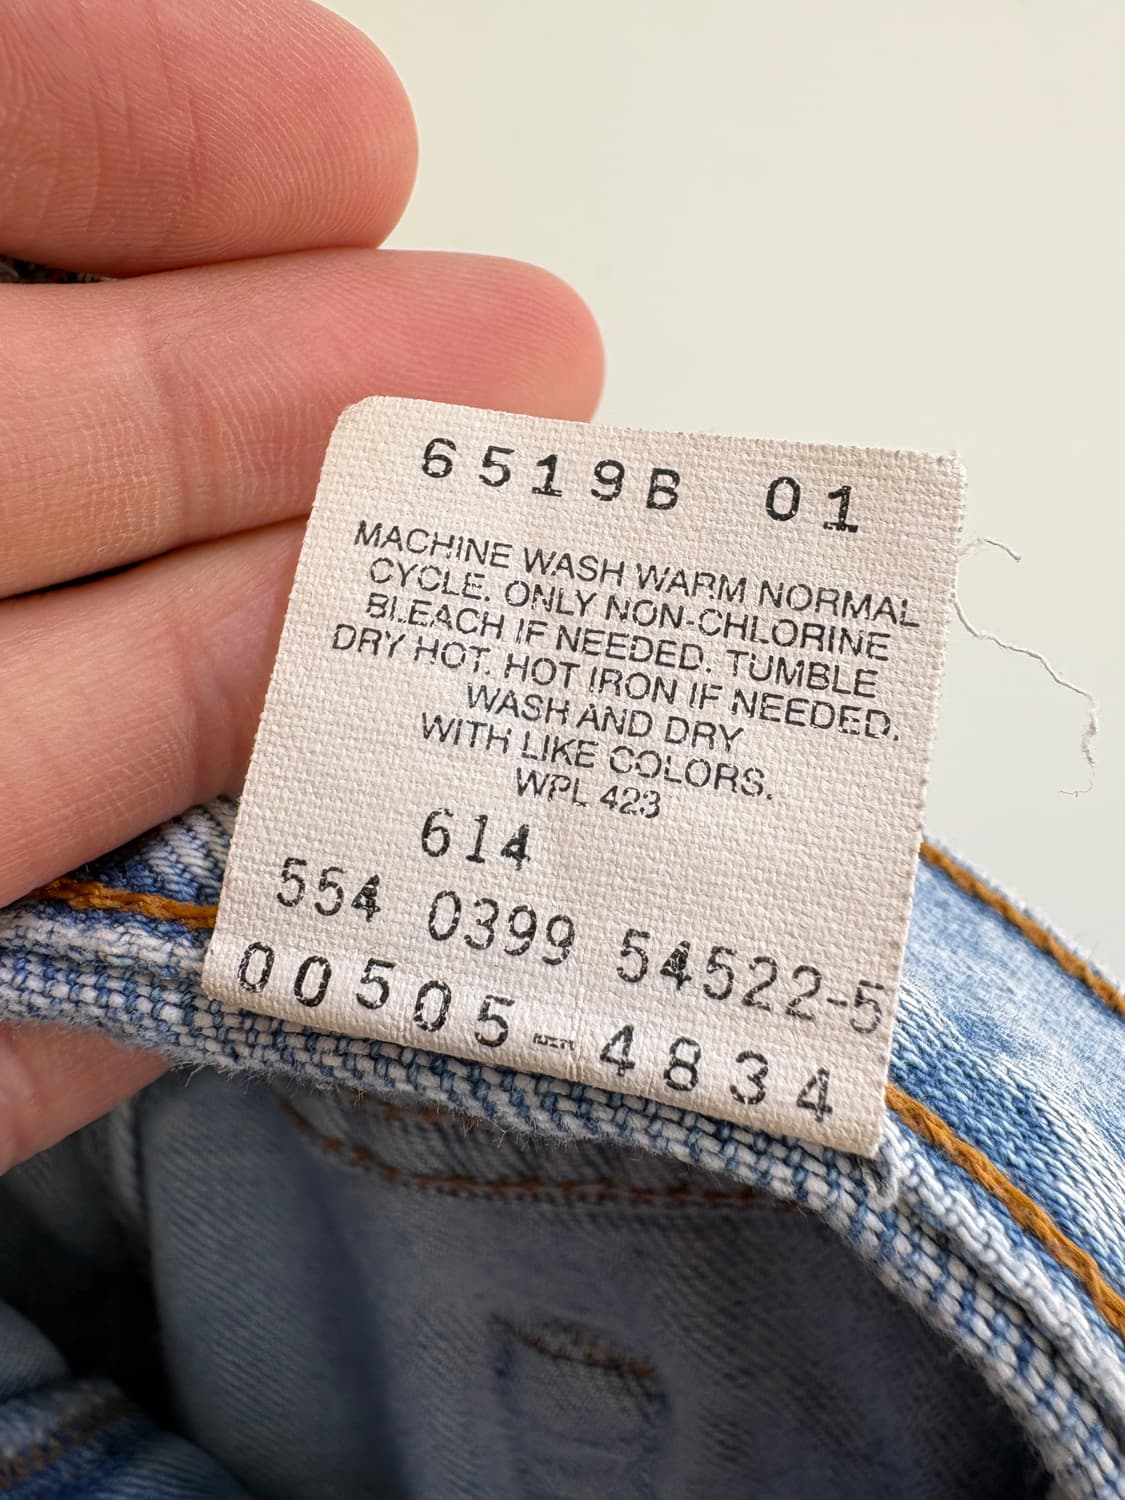 6519B 01
MACHINE WASH WARM NORMAL
CYCLE. ONLY NON-CHLORINE
BLEACH IF NEEDED. TUMBLE
DRY HOT. HOT IRON IF NEEDED.
WASH AND DRY
WITH LIKE COLORS.
WPL 423
614
554 0399 54522-5
00505-4834